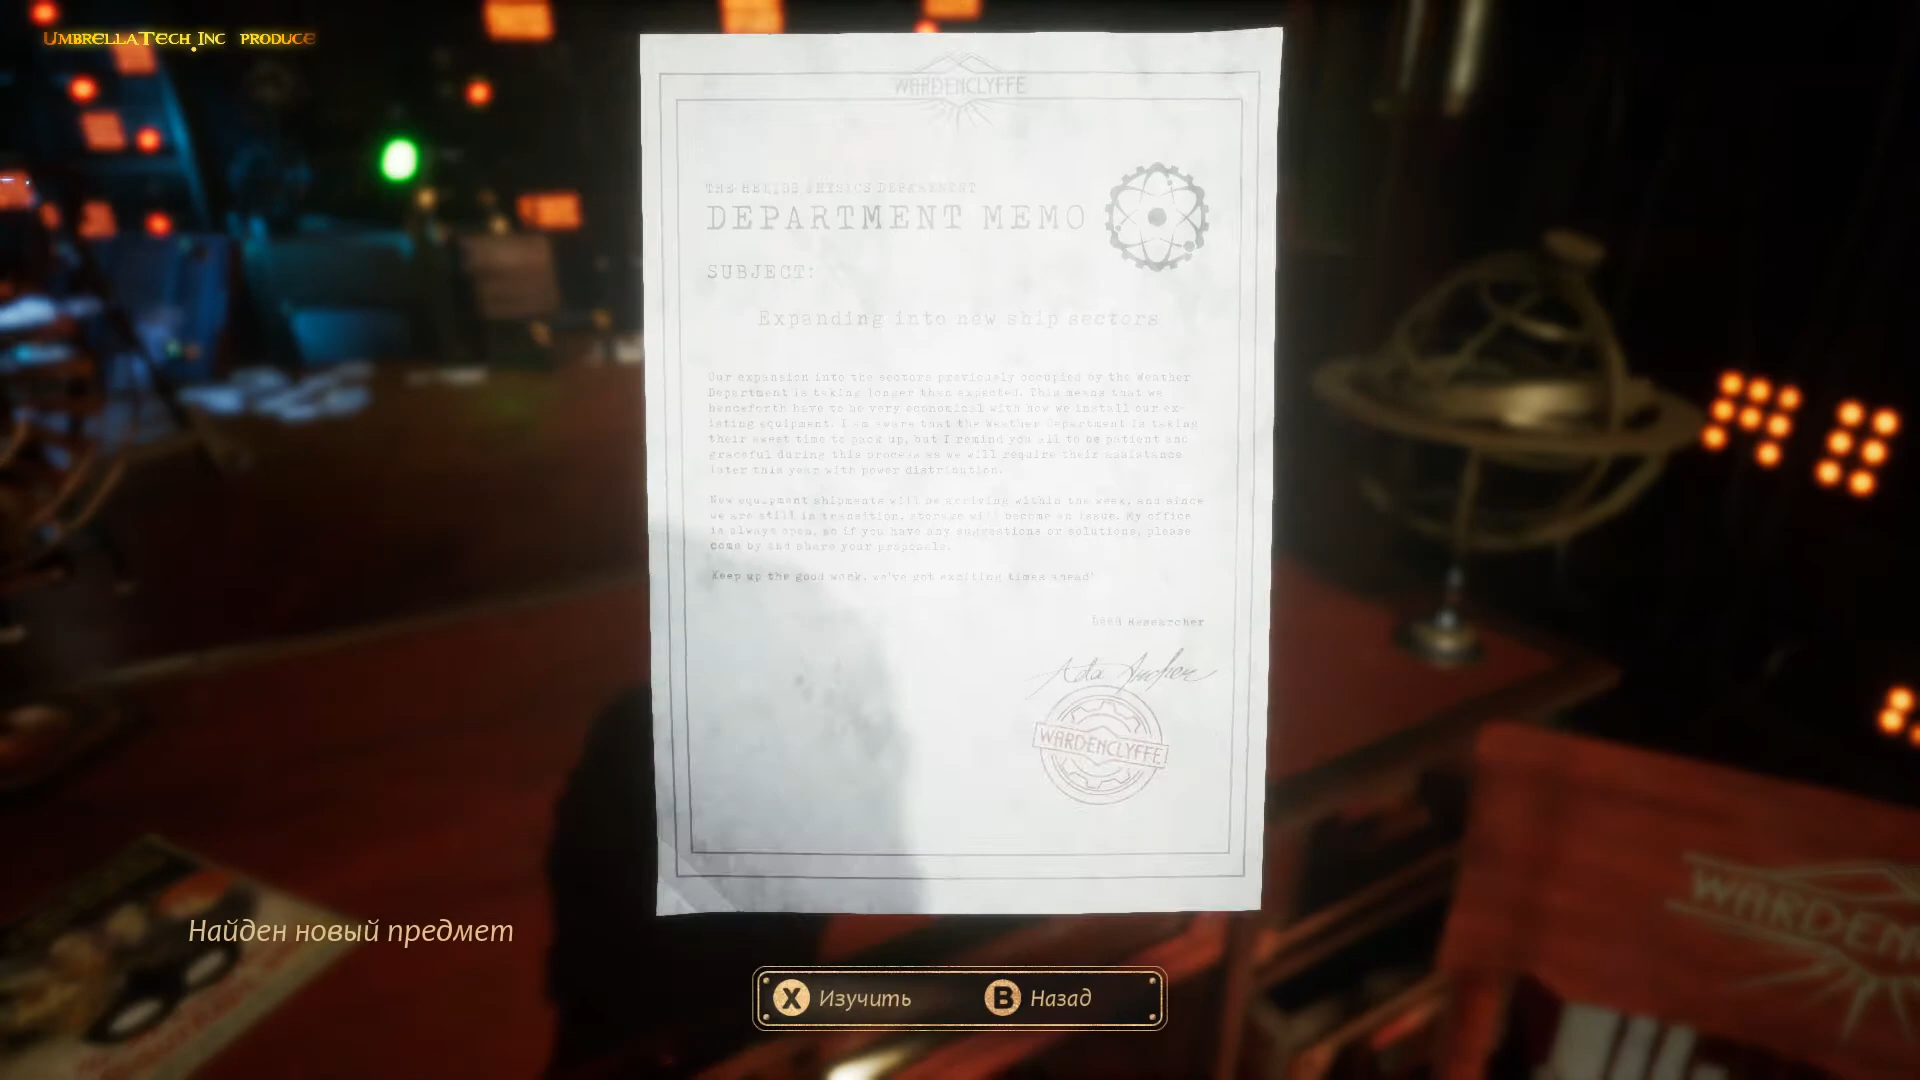 UmbrellaTech.Inc produce
WARDENCLYFFE
THE HELIOS PHYSICS DEPARTMENT
DEPARTMENT MEMO
SUBJECT:
Expanding into new ship sectors
Our expansion into the sectors previously occupied by the Weather
Department is taking longer than expected. This means that we
henceforth have to be very economical with how we install our ex-
isting equipment. I am aware that the Weather Department is taking
their sweet time to pack up, but I remind you all to be patient and
graceful during this process as we will require their assistance
later this year with power distribution.
New equipment shipments will be arriving within the week, and since
we are still in transition, storage will become an issue. My office
is always open, so if you have any suggestions or solutions, please
come by and share your proposals.
Keep up the good work, we've got exciting times ahead!
Lead Researcher
Ada Archer
WARDENCLYFFE
Найден новый предмет
WARDEN
X Изучить B Назад